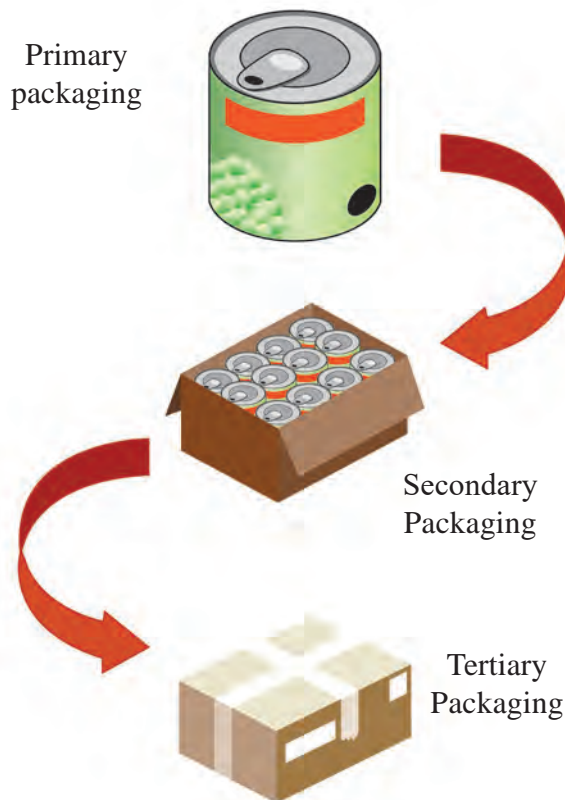 Primary
packaging
Secondary
Packaging
Tertiary
Packaging